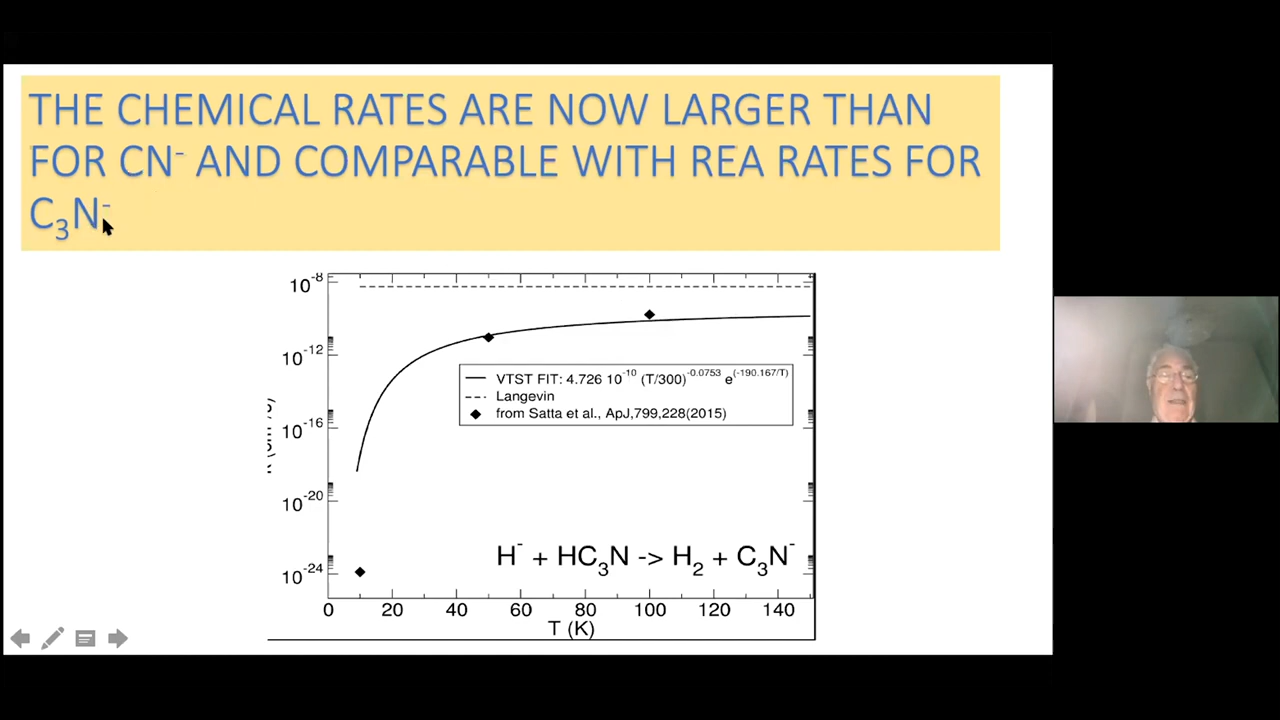 THE CHEMICAL RATES ARE NOW LARGER THAN
FOR CN⁻ AND COMPARABLE WITH REA RATES FOR
C₃N⁻
10⁻⁸
10⁻¹²
10⁻¹⁶
10⁻²⁰
10⁻²⁴
VTST FIT: 4.726 10⁻¹⁰ (T/300)⁻⁰·⁰⁷⁵³ e^(-190.167/T)
Langevin
from Satta et al., ApJ,799,228(2015)
H⁻ + HC₃N -> H₂ + C₃N⁻
0 20 40 60 80 100 120 140
T (K)